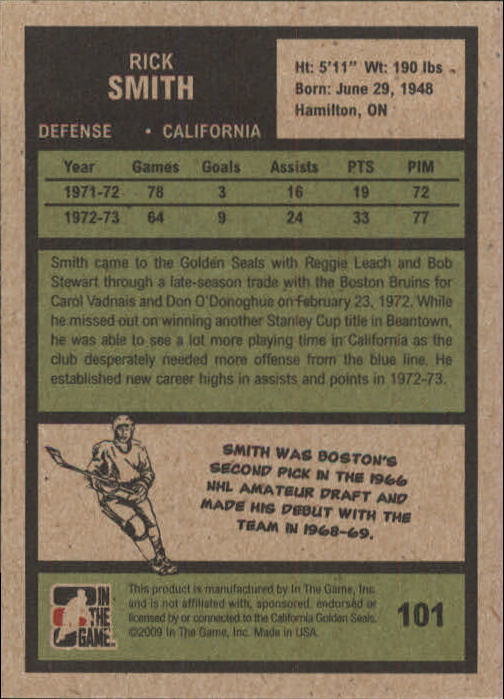 RICK
SMITH
DEFENSE • CALIFORNIA
Ht: 5'11" Wt: 190 lbs
Born: June 29, 1948
Hamilton, ON
Year Games Goals Assists PTS PIM
1971-72 78 3 16 19 72
1972-73 64 9 24 33 77
Smith came to the Golden Seals with Reggie Leach and Bob
Stewart through a late-season trade with the Boston Bruins for
Carol Vadnais and Don O'Donoghue on February 23, 1972. While
he missed out on winning another Stanley Cup title in Beantown,
he was able to see a lot more playing time in California as the
club desperately needed more offense from the blue line. He
established new career highs in assists and points in 1972-73.
SMITH WAS BOSTON'S
SECOND PICK IN THE 1966
NHL AMATEUR DRAFT AND
MADE HIS DEBUT WITH THE
TEAM IN 1968-69.
IN
THE
GAME
This product is manufactured by In The Game, Inc.
and is not affiliated with, sponsored, endorsed or
licensed by or connected to the California Golden Seals.
©2009 In The Game, Inc. Made in USA.
101